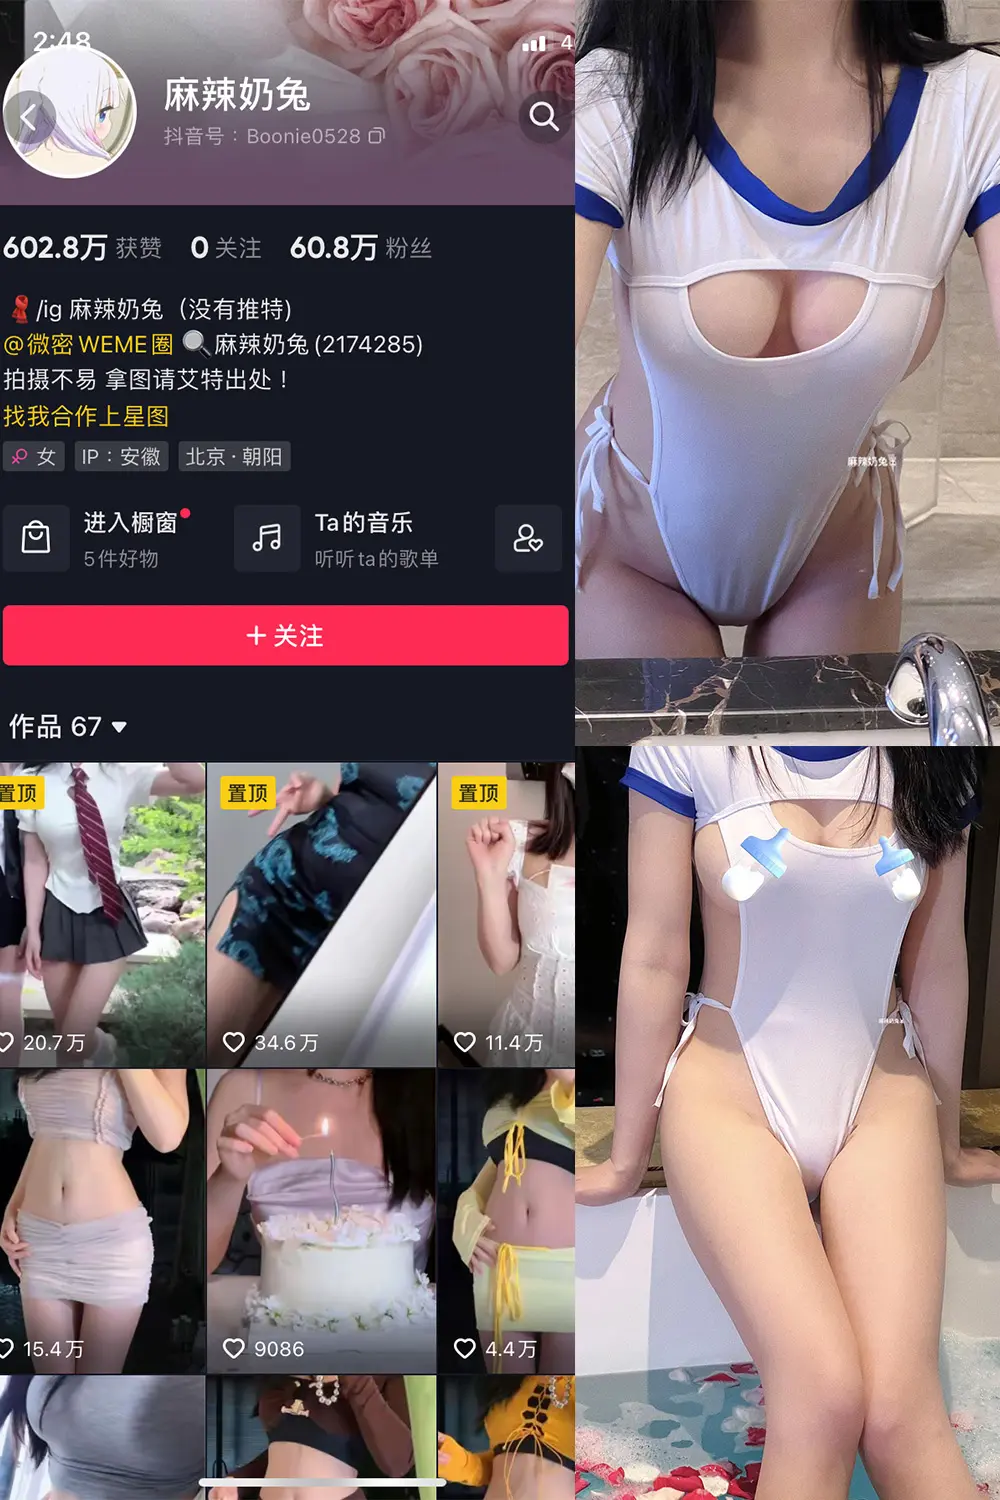 2:48
4
麻辣奶兔
抖音号：Boonie0528
602.8万 获赞 0 关注 60.8万 粉丝
/ig 麻辣奶兔（没有推特)
@微密 WEME圈 麻辣奶兔(2174285)
拍摄不易 拿图请艾特出处！
找我合作上星图
女 IP：安徽 北京·朝阳
进入橱窗 Ta的音乐
5件好物 听听ta的歌单
+ 关注
作品 67
置顶 置顶 置顶
20.7万 34.6万 11.4万
15.4万 9086 4.4万
麻辣奶兔